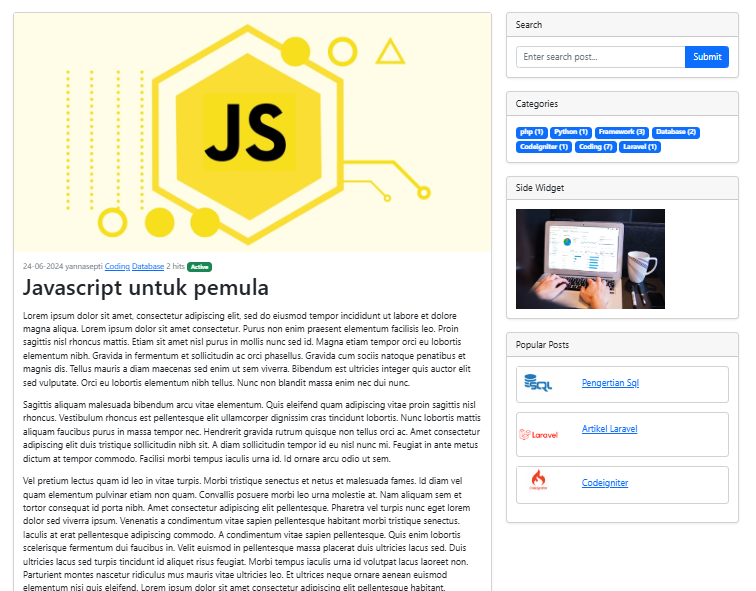 JS
24-06-2024 yannasepti Coding Database 2 hits Active
Javascript untuk pemula
Lorem ipsum dolor sit amet, consectetur adipiscing elit, sed do eiusmod tempor incididunt ut labore et dolore
magna aliqua. Lorem ipsum dolor sit amet consectetur. Purus non enim praesent elementum facilisis leo. Proin
sagittis nisl rhoncus mattis. Etiam sit amet nisl purus in mollis nunc sed id. Magna etiam tempor orci eu lobortis
elementum nibh. Gravida in fermentum et sollicitudin ac orci phasellus. Gravida cum sociis natoque penatibus et
magnis dis. Tellus mauris a diam maecenas sed enim ut sem viverra. Bibendum est ultricies integer quis auctor elit
sed vulputate. Orci eu lobortis elementum nibh tellus. Nunc non blandit massa enim nec dui nunc.
Sagittis aliquam malesuada bibendum arcu vitae elementum. Quis eleifend quam adipiscing vitae proin sagittis nisl
rhoncus. Vestibulum rhoncus est pellentesque elit ullamcorper dignissim cras tincidunt lobortis. Nunc lobortis mattis
aliquam faucibus purus in massa tempor nec. Hendrerit gravida rutrum quisque non tellus orci ac. Amet consectetur
adipiscing elit duis tristique sollicitudin nibh sit. A diam sollicitudin tempor id eu nisl nunc mi. Feugiat in ante metus
dictum at tempor commodo. Facilisi morbi tempus iaculis urna id. Id ornare arcu odio ut sem.
Vel pretium lectus quam id leo in vitae turpis. Morbi tristique senectus et netus et malesuada fames. Id diam vel
quam elementum pulvinar etiam non quam. Convallis posuere morbi leo urna molestie at. Nam aliquam sem et
tortor consequat id porta nibh. Amet consectetur adipiscing elit pellentesque. Pharetra vel turpis nunc eget lorem
dolor sed viverra ipsum. Venenatis a condimentum vitae sapien pellentesque habitant morbi tristique senectus.
Iaculis at erat pellentesque adipiscing commodo. A condimentum vitae sapien pellentesque. Quis enim lobortis
scelerisque fermentum dui faucibus in. Velit euismod in pellentesque massa placerat duis ultricies lacus sed. Duis
ultricies lacus sed turpis tincidunt id aliquet risus feugiat. Morbi tempus iaculis urna id volutpat lacus laoreet non.
Parturient montes nascetur ridiculus mus mauris vitae ultricies leo. Et ultrices neque ornare aenean euismod
elementum nisi quis eleifend. Lorem ipsum dolor sit amet consectetur adipiscing elit pellentesque habitant.
Search
Enter search post... Submit
Categories
php (1) Python (1) Framework (3) Database (2)
Codeigniter (1) Coding (7) Laravel (1)
Side Widget
Popular Posts
SQL Pengertian Sql
Laravel Artikel Laravel
Codeigniter